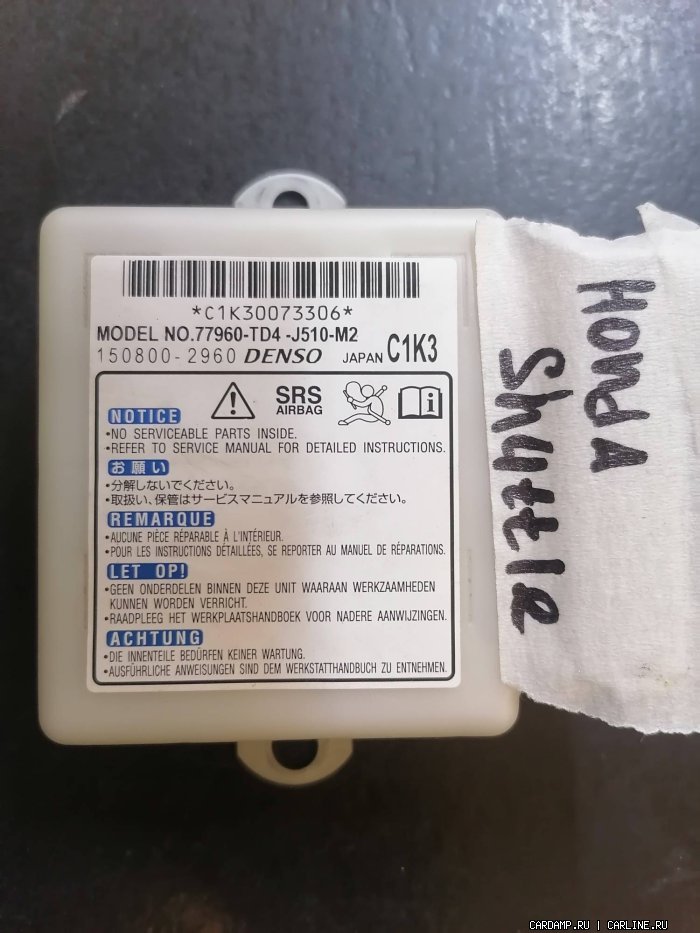 *C1K30073306*
MODEL NO.77960-TD4 -J510-M2
150800-2960 DENSO JAPAN C1K3
SRS
AIRBAG
NOTICE
•NO SERVICEABLE PARTS INSIDE.
•REFER TO SERVICE MANUAL FOR DETAILED INSTRUCTIONS.
お願い
•分解しないでください。
•取扱い、保管はサービスマニュアルを参照してください。
REMARQUE
•AUCUNE PIÈCE RÉPARABLE À L'INTÉRIEUR.
•POUR LES INSTRUCTIONS DÉTAILLÉES, SE REPORTER AU MANUEL DE RÉPARATIONS.
LET OP!
•GEEN ONDERDELEN BINNEN DEZE UNIT WAARAAN WERKZAAMHEDEN
KUNNEN WORDEN VERRICHT.
•RAADPLEEG HET WERKPLAATSHANDBOEK VOOR NADERE AANWIJZINGEN.
ACHTUNG
•DIE INNENTEILE BEDÜRFEN KEINER WARTUNG.
•AUSFÜHRLICHE ANWEISUNGEN SIND DEM WERKSTATTHANDBUCH ZU ENTNEHMEN.
HONDA
Shuttle
CARDAMP.RU | CARLINE.RU